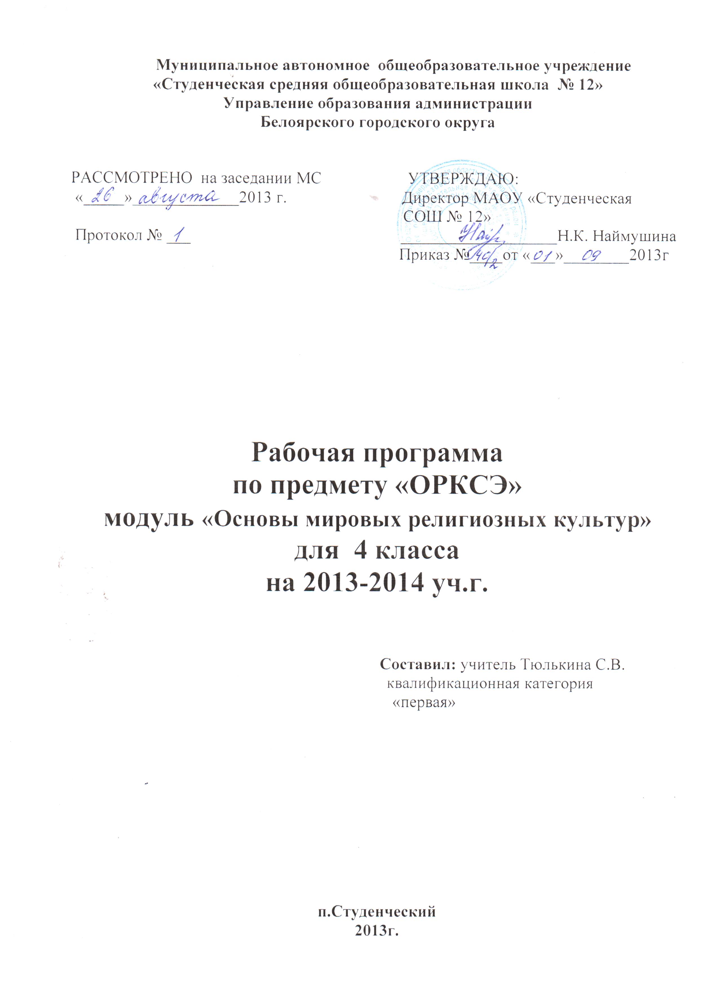 Муниципальное автономное общеобразовательное учреждение
«Студенческая средняя общеобразовательная школа № 12»
Управление образования администрации
Белоярского городского округа
РАССМОТРЕНО на заседании МС
«26» августа 2013 г.
Протокол № 1
УТВЕРЖДАЮ:
Директор МАОУ «Студенческая
СОШ № 12»
Н.К. Наймушина
Приказ № 40/2 от «01» 09 2013г
Рабочая программа
по предмету «ОРКСЭ»
модуль «Основы мировых религиозных культур»
для 4 класса
на 2013-2014 уч.г.
Составил: учитель Тюлькина С.В.
квалификационная категория
«первая»
п.Студенческий
2013г.